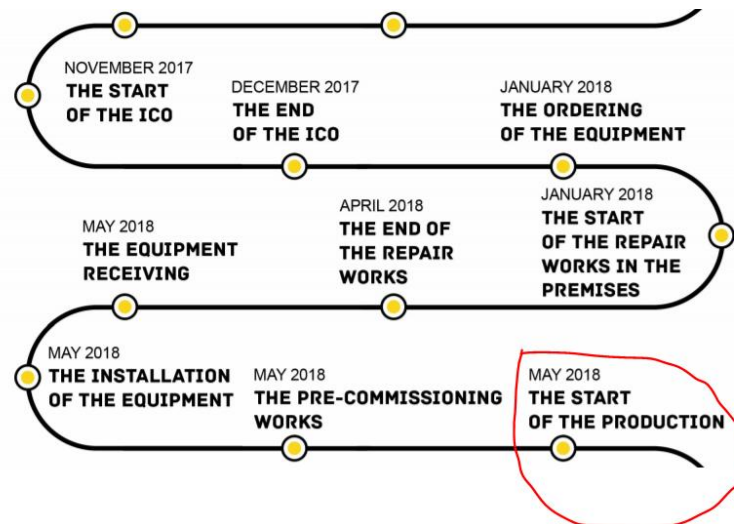 NOVEMBER 2017
THE START
OF THE ICO
DECEMBER 2017
THE END
OF THE ICO
JANUARY 2018
THE ORDERING
OF THE EQUIPMENT
JANUARY 2018
THE START
OF THE REPAIR
WORKS IN THE
PREMISES
APRIL 2018
THE END OF
THE REPAIR
WORKS
MAY 2018
THE EQUIPMENT
RECEIVING
MAY 2018
THE INSTALLATION
OF THE EQUIPMENT
MAY 2018
THE PRE-COMMISSIONING
WORKS
MAY 2018
THE START
OF THE PRODUCTION